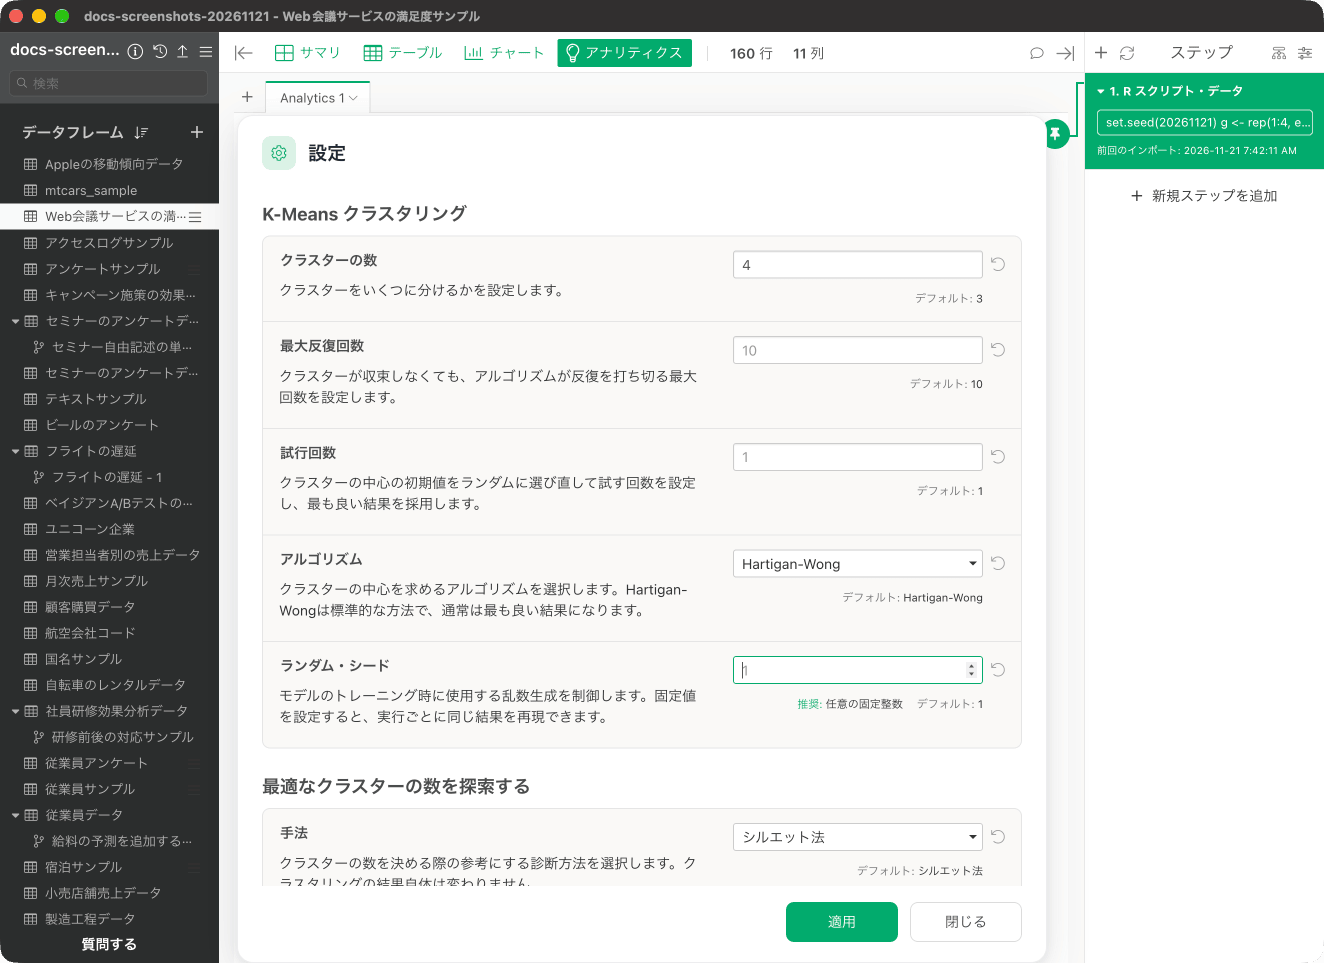 docs-screenshots-20261121 - Web会議サービスの満足度サンプル
docs-screen...
検索
データフレーム
Appleの移動傾向データ
mtcars_sample
Web会議サービスの満…
アクセスログサンプル
アンケートサンプル
キャンペーン施策の効果…
セミナーのアンケートデ…
セミナー自由記述の単…
セミナーのアンケートデ…
テキストサンプル
ビールのアンケート
フライトの遅延
フライトの遅延 - 1
ベイジアンA/Bテストの…
ユニコーン企業
営業担当者別の売上データ
月次売上サンプル
顧客購買データ
航空会社コード
国名サンプル
自転車のレンタルデータ
社員研修効果分析データ
研修前後の対応サンプル
従業員アンケート
従業員サンプル
従業員データ
給料の予測を追加する…
宿泊サンプル
小売店舗売上データ
製造工程データ
質問する
サマリ
テーブル
チャート
アナリティクス
160 行
11 列
Analytics 1
設定
K-Means クラスタリング
クラスターの数
クラスターをいくつに分けるかを設定します。
4
デフォルト: 3
最大反復回数
クラスターが収束しなくても、アルゴリズムが反復を打ち切る最大
回数を設定します。
10
デフォルト: 10
試行回数
クラスターの中心の初期値をランダムに選び直して試す回数を設定
し、最も良い結果を採用します。
1
デフォルト: 1
アルゴリズム
クラスターの中心を求めるアルゴリズムを選択します。Hartigan-
Wongは標準的な方法で、通常は最も良い結果になります。
Hartigan-Wong
デフォルト: Hartigan-Wong
ランダム・シード
モデルのトレーニング時に使用する乱数生成を制御します。固定値
を設定すると、実行ごとに同じ結果を再現できます。
1
推奨: 任意の固定整数 デフォルト: 1
最適なクラスターの数を探索する
手法
クラスターの数を決める際の参考にする診断方法を選択します。ク
ラスタリングの結果自体は変わりません。
シルエット法
デフォルト: シルエット法
適用
閉じる
ステップ
1. R スクリプト・データ
set.seed(20261121) g <- rep(1:4, e...
前回のインポート: 2026-11-21 7:42:11 AM
新規ステップを追加